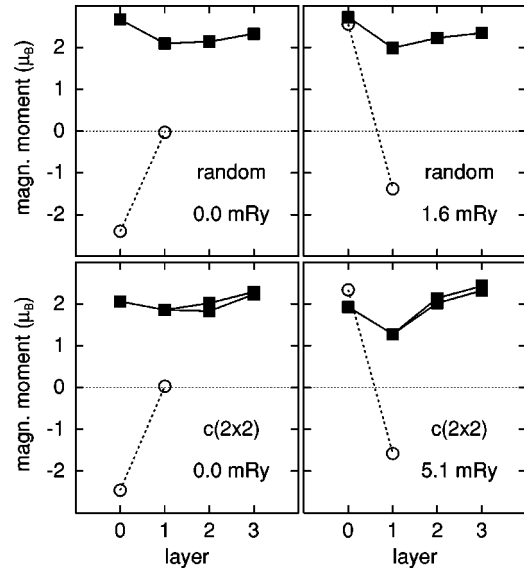 magn. moment (μB)
2
1
0
-1
-2
random
0.0 mRy
random
1.6 mRy
magn. moment (μB)
2
1
0
-1
-2
c(2x2)
0.0 mRy
c(2x2)
5.1 mRy
0 1 2 3
0 1 2 3
layer
layer